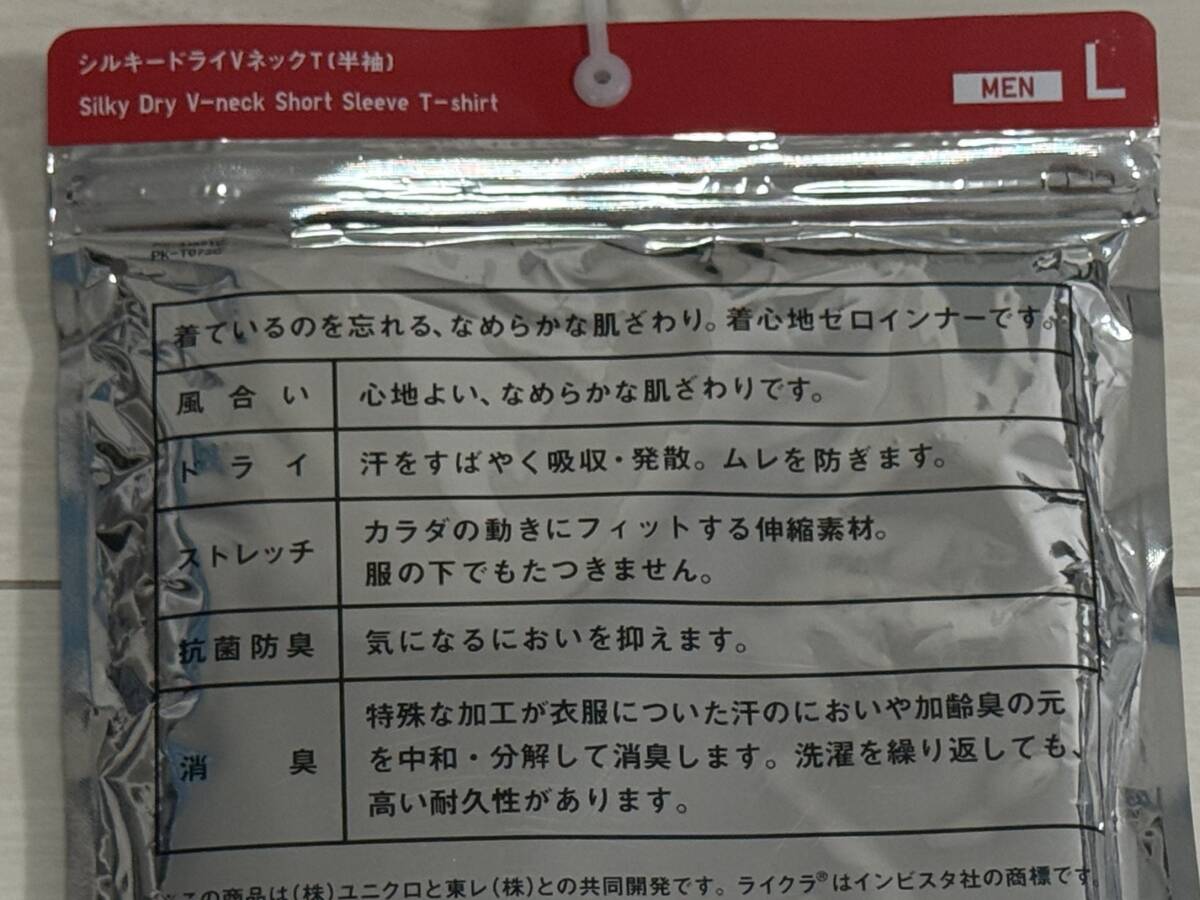 シルキードライVネックT(半袖)
Silky Dry V-neck Short Sleeve T-shirt
MEN L
着ているのを忘れる、なめらかな肌ざわり。着心地ゼロインナーです。
風合い 心地よい、なめらかな肌ざわりです。
ドライ 汗をすばやく吸収・発散。ムレを防ぎます。
ストレッチ カラダの動きにフィットする伸縮素材。
服の下でもたつきません。
抗菌防臭 気になるにおいを抑えます。
消臭 特殊な加工が衣服についた汗のにおいや加齢臭の元
を中和・分解して消臭します。洗濯を繰り返しても、
高い耐久性があります。
※この商品は(株)ユニクロと東レ(株)との共同開発です。ライクラ®はインビスタ社の商標です。